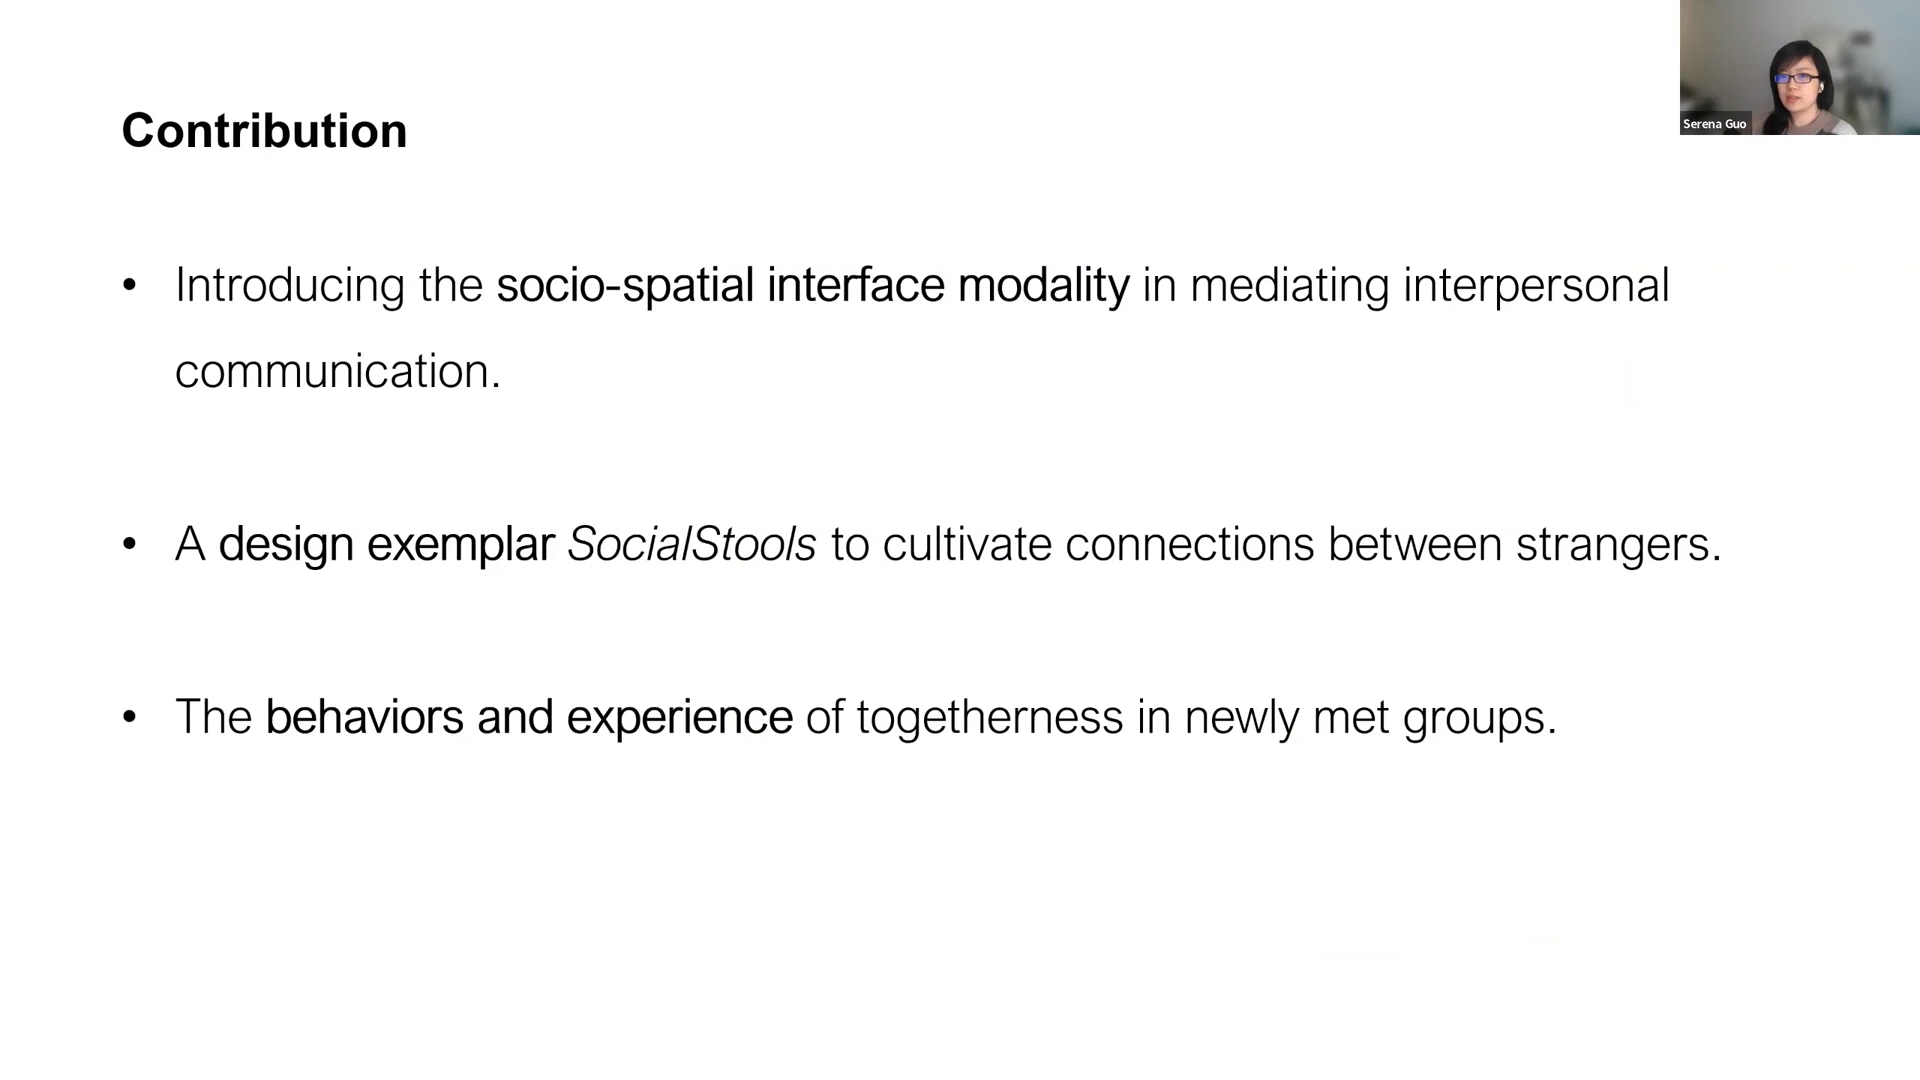 Serena Guo
Contribution
• Introducing the socio-spatial interface modality in mediating interpersonal
communication.
• A design exemplar SocialStools to cultivate connections between strangers.
• The behaviors and experience of togetherness in newly met groups.